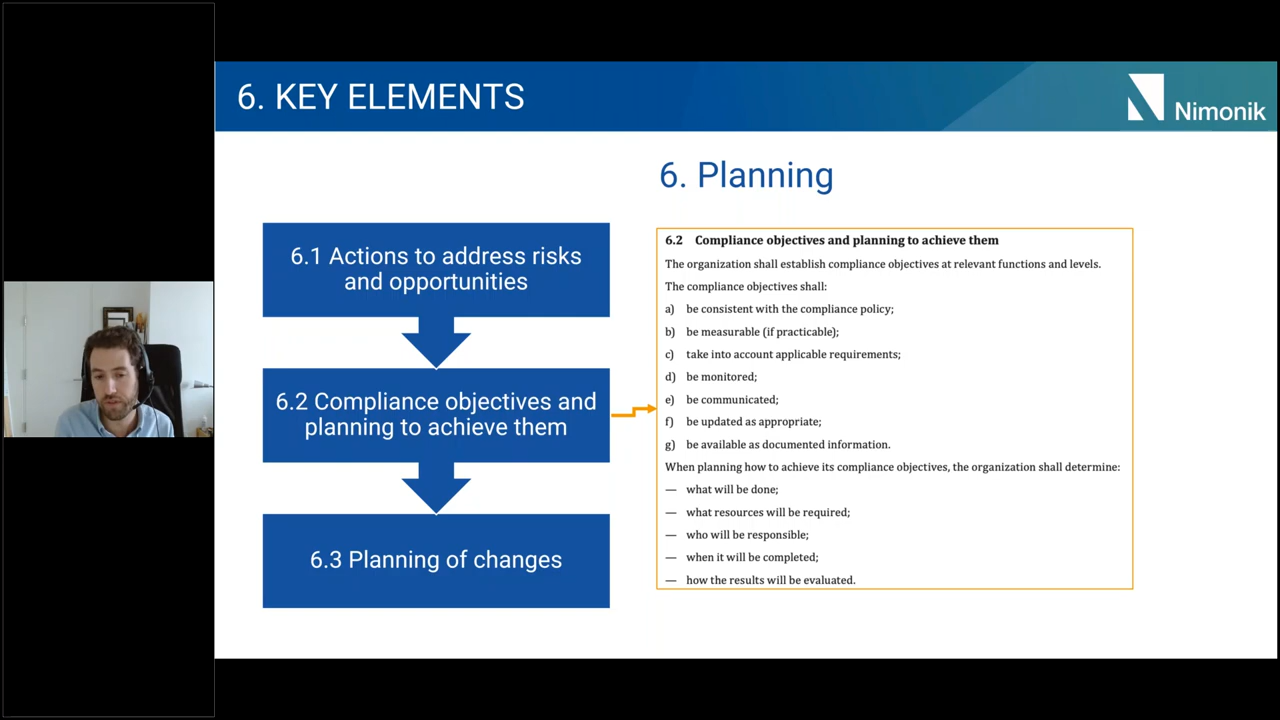 6. KEY ELEMENTS
Nimonik
6. Planning
6.1 Actions to address risks
and opportunities
6.2 Compliance objectives and
planning to achieve them
6.3 Planning of changes
6.2 Compliance objectives and planning to achieve them
The organization shall establish compliance objectives at relevant functions and levels.
The compliance objectives shall:
a) be consistent with the compliance policy;
b) be measurable (if practicable);
c) take into account applicable requirements;
d) be monitored;
e) be communicated;
f) be updated as appropriate;
g) be available as documented information.
When planning how to achieve its compliance objectives, the organization shall determine:
— what will be done;
— what resources will be required;
— who will be responsible;
— when it will be completed;
— how the results will be evaluated.